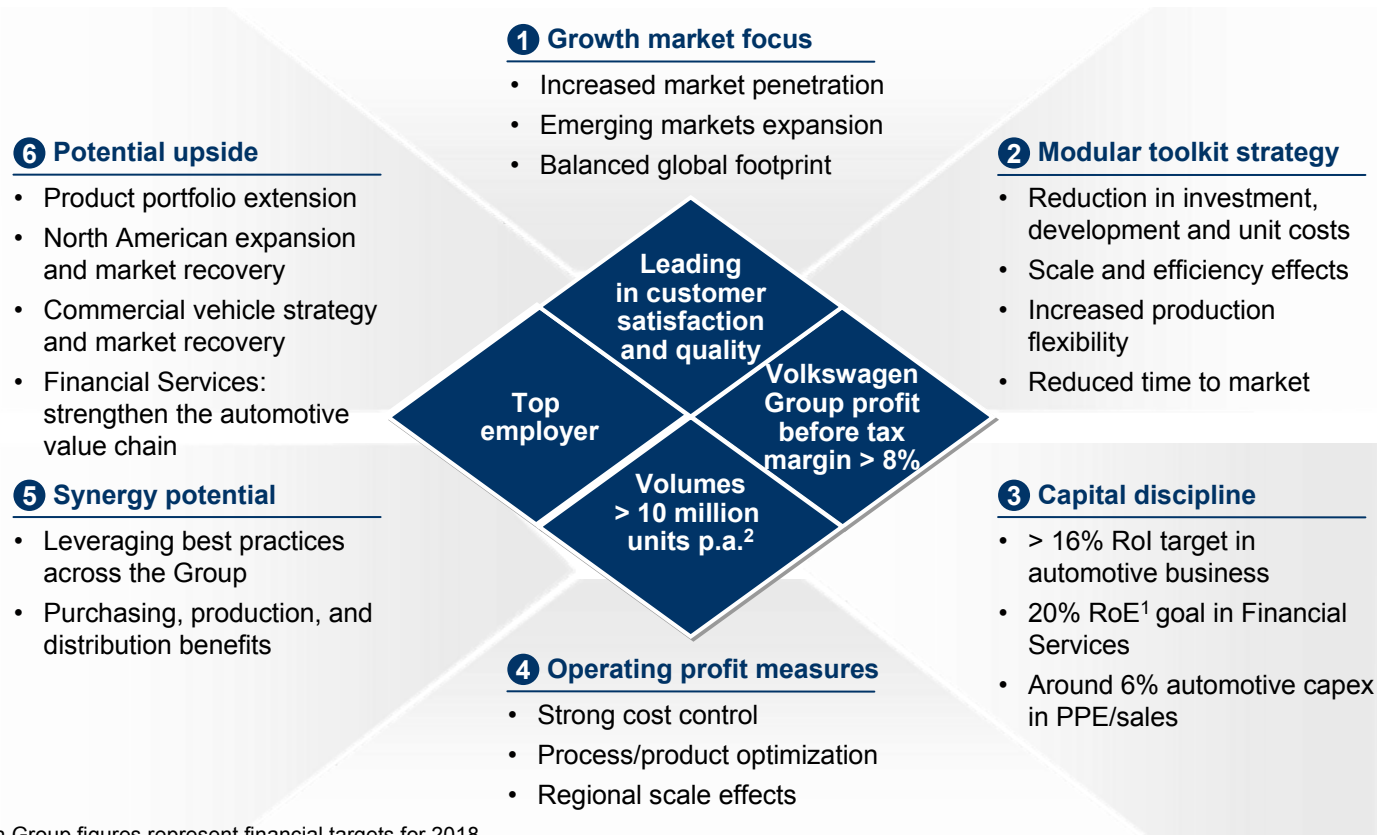 1 Growth market focus
• Increased market penetration
• Emerging markets expansion
• Balanced global footprint
2 Modular toolkit strategy
• Reduction in investment,
development and unit costs
• Scale and efficiency effects
• Increased production
flexibility
• Reduced time to market
3 Capital discipline
• > 16% RoI target in
automotive business
• 20% RoE1 goal in Financial
Services
• Around 6% automotive capex
in PPE/sales
4 Operating profit measures
• Strong cost control
• Process/product optimization
• Regional scale effects
5 Synergy potential
• Leveraging best practices
across the Group
• Purchasing, production, and
distribution benefits
6 Potential upside
• Product portfolio extension
• North American expansion
and market recovery
• Commercial vehicle strategy
and market recovery
• Financial Services:
strengthen the automotive
value chain
Leading
in customer
satisfaction
and quality
Top
employer
Volkswagen
Group profit
before tax
margin > 8%
Volumes
> 10 million
units p.a.2
Group figures represent financial targets for 2018